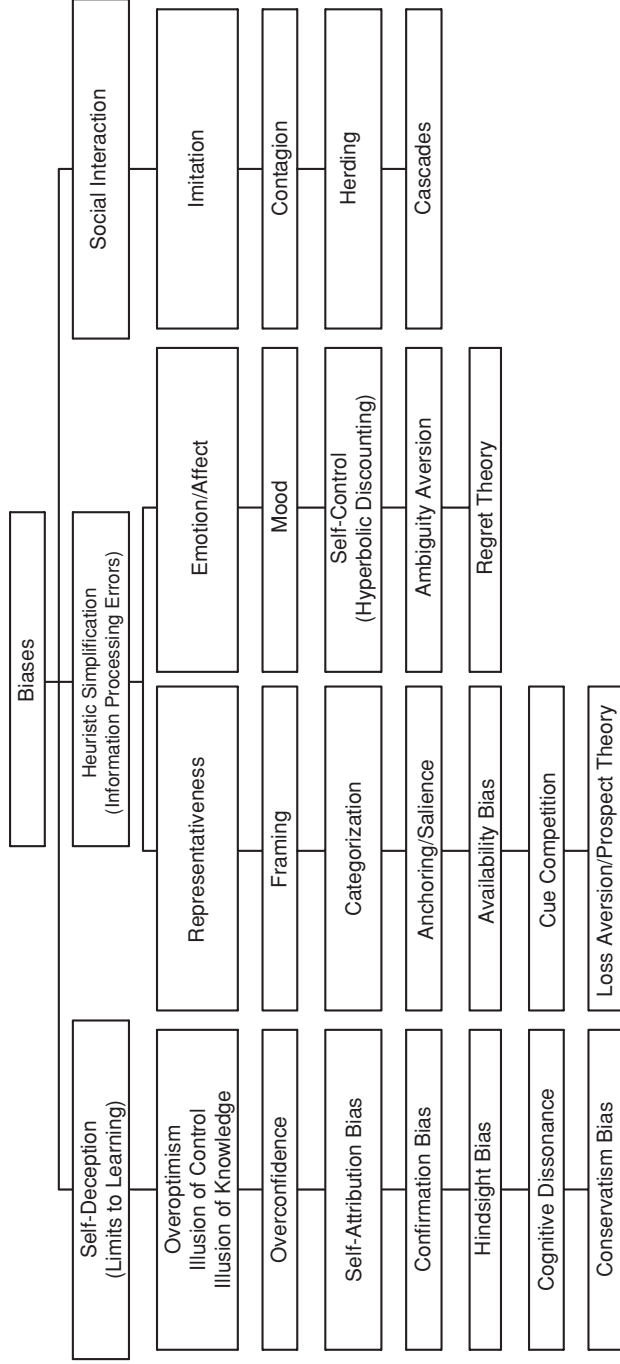 Biases
Self-Deception
(Limits to Learning)
Overoptimism
Illusion of Control
Illusion of Knowledge
Overconfidence
Self-Attribution Bias
Confirmation Bias
Hindsight Bias
Cognitive Dissonance
Conservatism Bias
Heuristic Simplification
(Information Processing Errors)
Representativeness
Framing
Categorization
Anchoring/Salience
Availability Bias
Cue Competition
Loss Aversion/Prospect Theory
Emotion/Affect
Mood
Self-Control
(Hyperbolic Discounting)
Ambiguity Aversion
Regret Theory
Social Interaction
Imitation
Contagion
Herding
Cascades